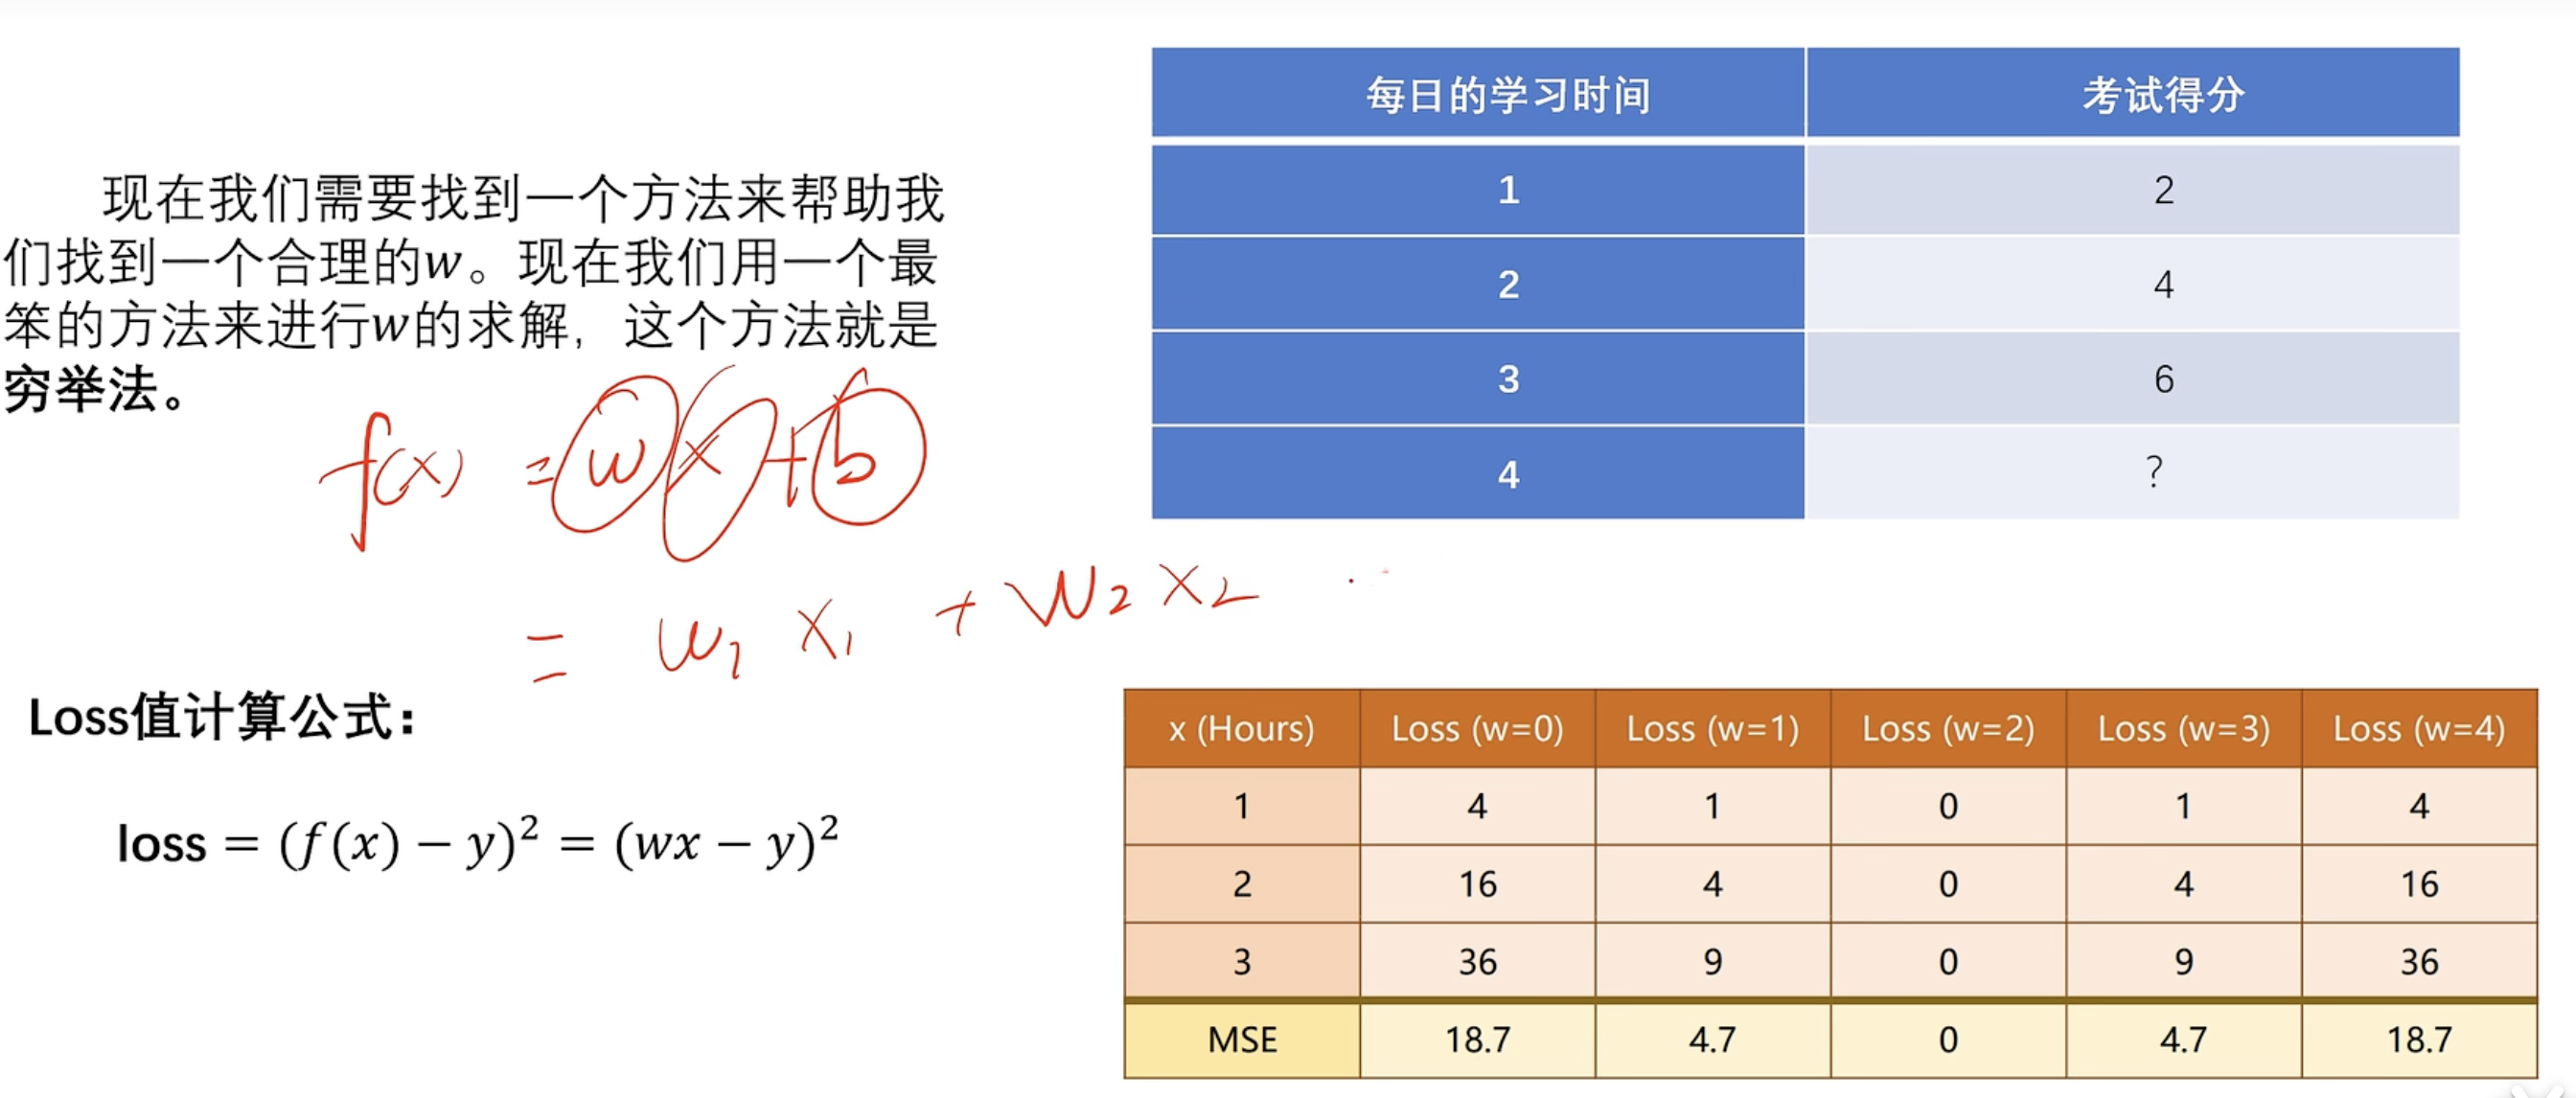 每日的学习时间 考试得分
1 2
2 4
3 6
4 ?
现在我们需要找到一个方法来帮助我
们找到一个合理的w。现在我们用一个最
笨的方法来进行w的求解，这个方法就是
穷举法。
f(x) = wx+b
= w1 x1 + w2 x2
Loss值计算公式：
loss = (f(x) − y)² = (wx − y)²
x (Hours) Loss (w=0) Loss (w=1) Loss (w=2) Loss (w=3) Loss (w=4)
1 4 1 0 1 4
2 16 4 0 4 16
3 36 9 0 9 36
MSE 18.7 4.7 0 4.7 18.7